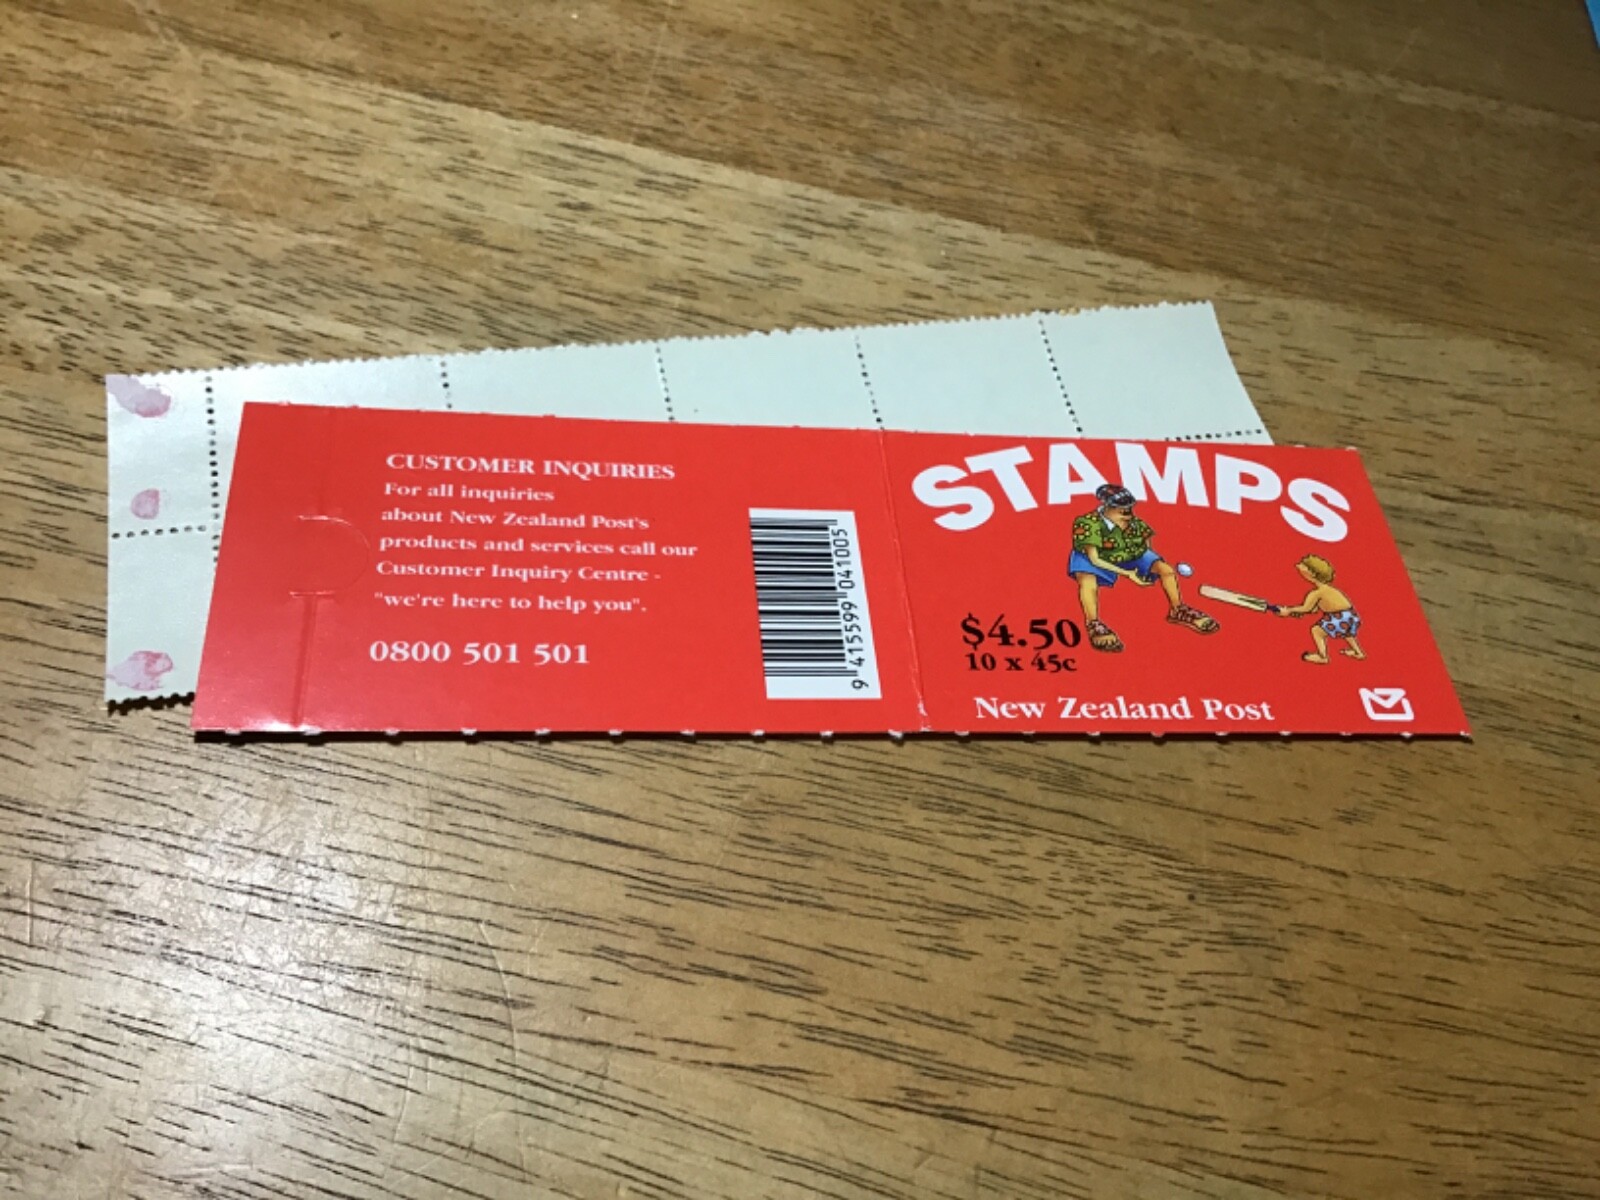 CUSTOMER INQUIRIES
For all inquiries
about New Zealand Post's
products and services call our
Customer Inquiry Centre -
"we're here to help you".
0800 501 501
9 415599 041005
STAMPS
$4.50
10 x 45c
New Zealand Post